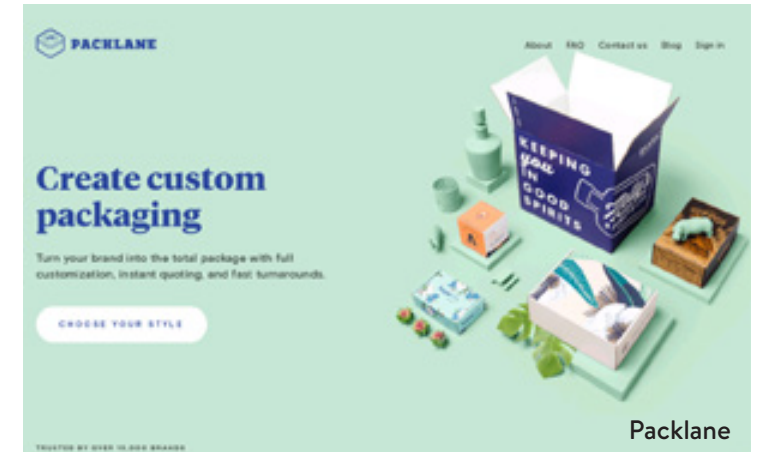 PACKLANE
About FAQ Contact us Blog Sign in
Create custom
packaging
Turn your brand into the total package with full
customization, instant quoting, and fast turnarounds.
CHOOSE YOUR STYLE
TRUSTED BY OVER 10,000 BRANDS
KEEPING
you
IN
GOOD
SPIRITS
Packlane